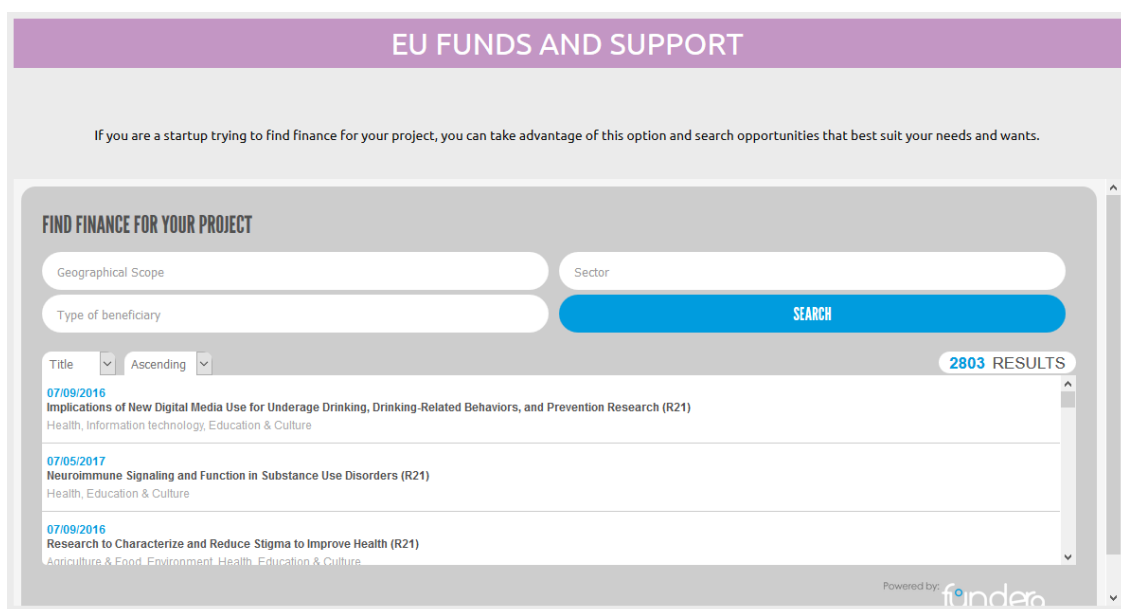 EU FUNDS AND SUPPORT
If you are a startup trying to find finance for your project, you can take advantage of this option and search opportunities that best suit your needs and wants.
FIND FINANCE FOR YOUR PROJECT
Geographical Scope
Sector
Type of beneficiary
SEARCH
Title
Ascending
2803 RESULTS
07/09/2016
Implications of New Digital Media Use for Underage Drinking, Drinking-Related Behaviors, and Prevention Research (R21)
Health, Information technology, Education & Culture
07/05/2017
Neuroimmune Signaling and Function in Substance Use Disorders (R21)
Health, Education & Culture
07/09/2016
Research to Characterize and Reduce Stigma to Improve Health (R21)
Agriculture & Food, Environment, Health, Education & Culture
Powered by: